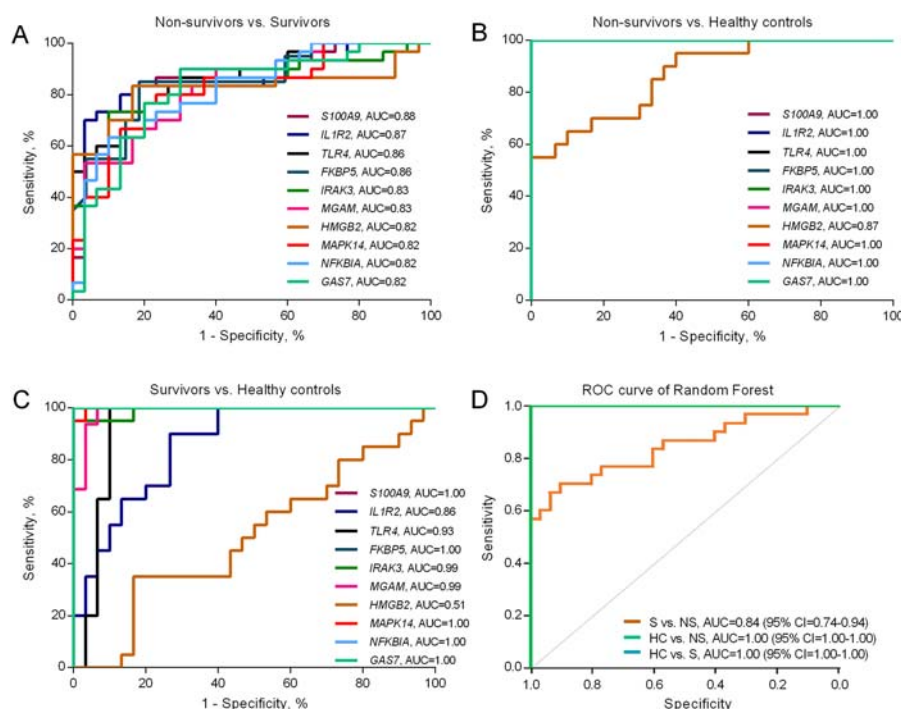 A
Non-survivors vs. Survivors
Sensitivity, %
100
80
60
40
20
0
S100A9, AUC=0.88
IL1R2, AUC=0.87
TLR4, AUC=0.86
FKBP5, AUC=0.86
IRAK3, AUC=0.83
MGAM, AUC=0.83
HMGB2, AUC=0.82
MAPK14, AUC=0.82
NFKBIA, AUC=0.82
GAS7, AUC=0.82
0 20 40 60 80 100
1 - Specificity, %
B
Non-survivors vs. Healthy controls
Sensitivity, %
100
80
60
40
20
0
S100A9, AUC=1.00
IL1R2, AUC=1.00
TLR4, AUC=1.00
FKBP5, AUC=1.00
IRAK3, AUC=1.00
MGAM, AUC=1.00
HMGB2, AUC=0.87
MAPK14, AUC=1.00
NFKBIA, AUC=1.00
GAS7, AUC=1.00
0 20 40 60 80 100
1 - Specificity, %
C
Survivors vs. Healthy controls
Sensitivity, %
100
80
60
40
20
0
S100A9, AUC=1.00
IL1R2, AUC=0.86
TLR4, AUC=0.93
FKBP5, AUC=1.00
IRAK3, AUC=0.99
MGAM, AUC=0.99
HMGB2, AUC=0.51
MAPK14, AUC=1.00
NFKBIA, AUC=1.00
GAS7, AUC=1.00
0 20 40 60 80 100
1 - Specificity, %
D
ROC curve of Random Forest
Sensitivity
1.0
0.8
0.6
0.4
0.2
0.0
S vs. NS, AUC=0.84 (95% CI=0.74-0.94)
HC vs. NS, AUC=1.00 (95% CI=1.00-1.00)
HC vs. S, AUC=1.00 (95% CI=1.00-1.00)
1.0 0.8 0.6 0.4 0.2 0.0
Specificity